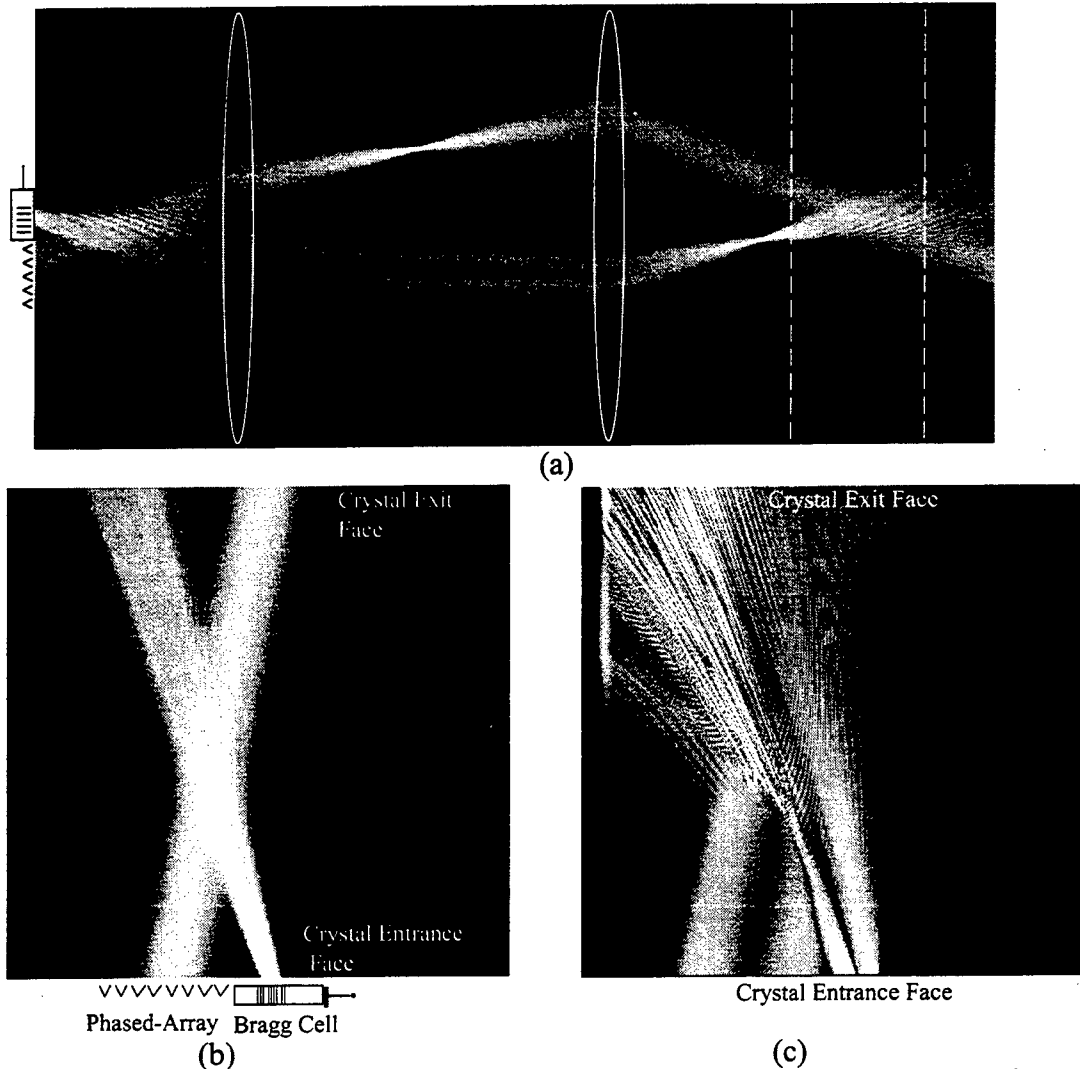 (a)
Crystal Exit
Face
Crystal Entrance
Face
Phased-Array Bragg Cell
(b)
Crystal Exit Face
Crystal Entrance Face
(c)